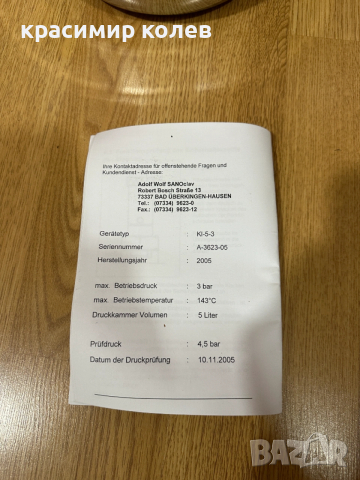 красимир крумов
Ihre Kontaktadresse für offenstehende Fragen und
Kundendienst - Adresse:
Adolf Wolf SANOclav
Robert Bosch Straße 13
73337 BAD ÜBERKINGEN-HAUSEN
Tel.: (07334) 9623-0
Fax.: (07334) 9623-12
Gerätetyp : KI-5-3
Seriennummer : A-3623-05
Herstellungsjahr : 2005
max. Betriebsdruck : 3 bar
max. Betriebstemperatur : 143°C
Druckkammer Volumen : 5 Liter
Prüfdruck : 4,5 bar
Datum der Druckprüfung : 10.11.2005
BAZAR